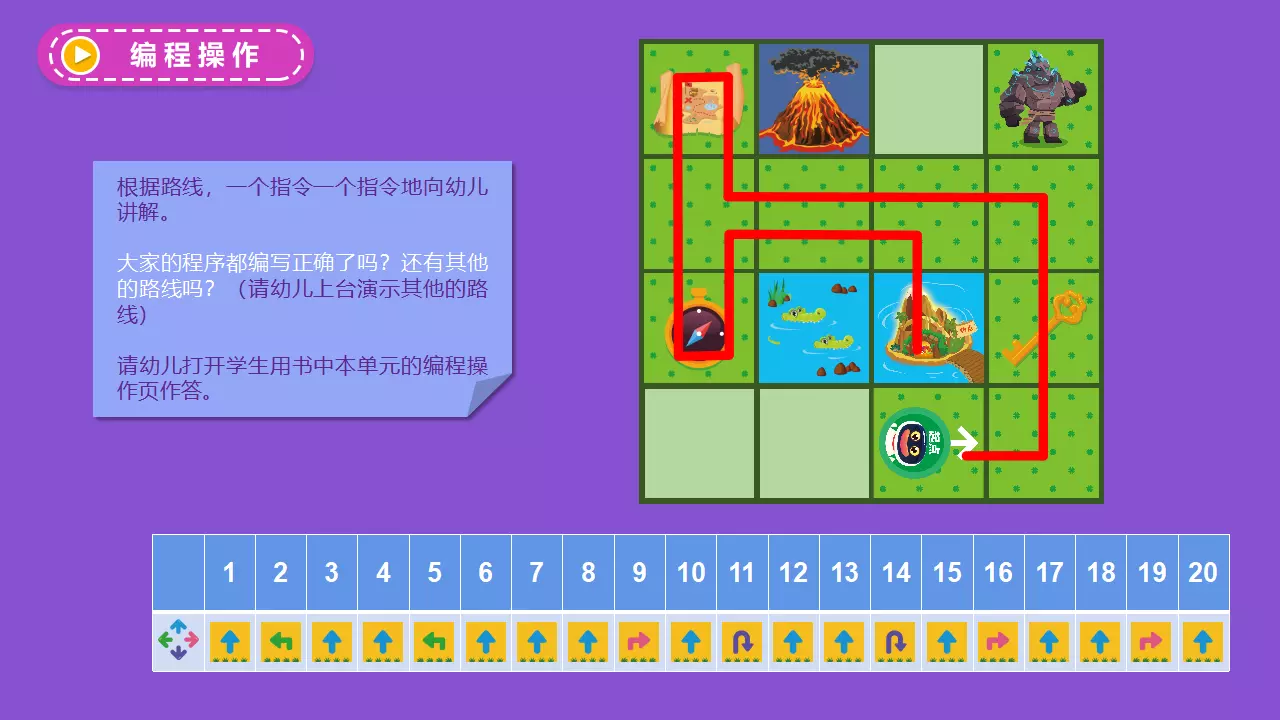 编程操作
根据路线，一个指令一个指令地向幼儿
讲解。
大家的程序都编写正确了吗？还有其他
的路线吗？（请幼儿上台演示其他的路
线）
请幼儿打开学生用书中本单元的编程操
作页作答。
起点
1 2 3 4 5 6 7 8 9 10 11 12 13 14 15 16 17 18 19 20